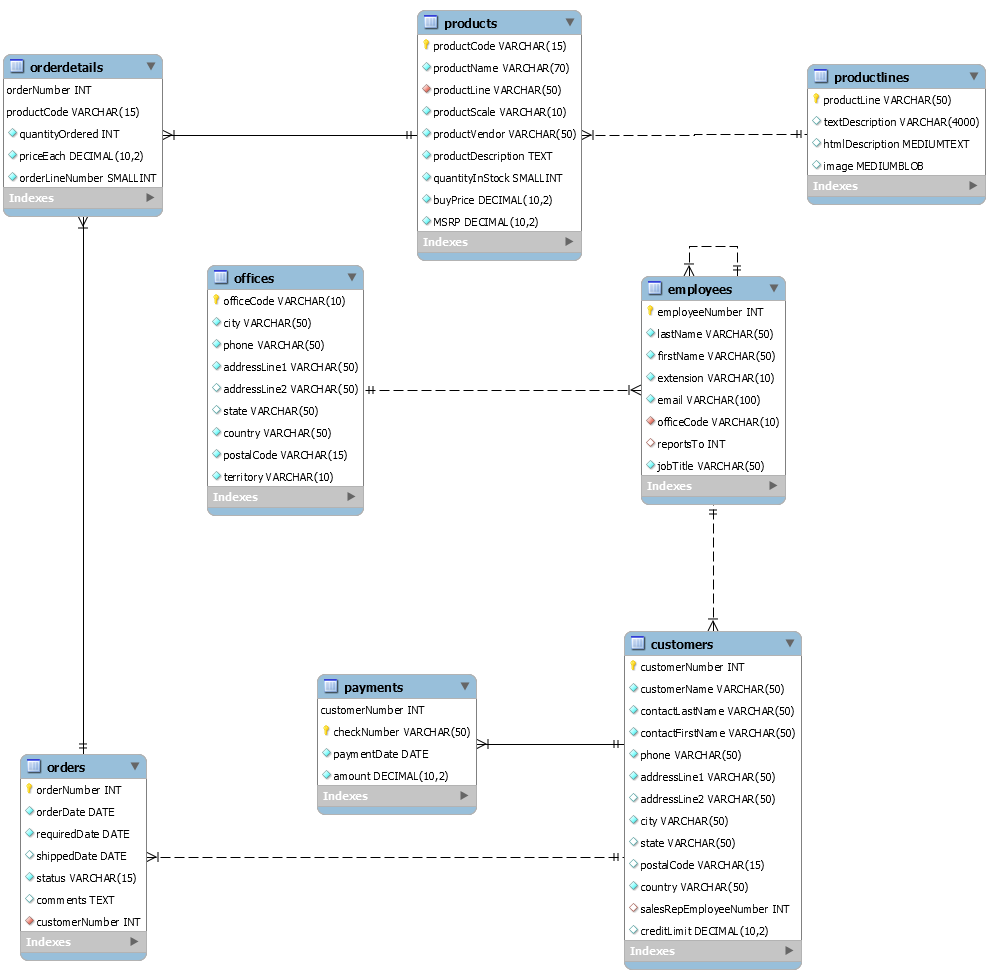 products
productCode VARCHAR(15)
productName VARCHAR(70)
productLine VARCHAR(50)
productScale VARCHAR(10)
productVendor VARCHAR(50)
productDescription TEXT
quantityInStock SMALLINT
buyPrice DECIMAL(10,2)
MSRP DECIMAL(10,2)
Indexes
orderdetails
orderNumber INT
productCode VARCHAR(15)
quantityOrdered INT
priceEach DECIMAL(10,2)
orderLineNumber SMALLINT
Indexes
productlines
productLine VARCHAR(50)
textDescription VARCHAR(4000)
htmlDescription MEDIUMTEXT
image MEDIUMBLOB
Indexes
offices
officeCode VARCHAR(10)
city VARCHAR(50)
phone VARCHAR(50)
addressLine1 VARCHAR(50)
addressLine2 VARCHAR(50)
state VARCHAR(50)
country VARCHAR(50)
postalCode VARCHAR(15)
territory VARCHAR(10)
Indexes
employees
employeeNumber INT
lastName VARCHAR(50)
firstName VARCHAR(50)
extension VARCHAR(10)
email VARCHAR(100)
officeCode VARCHAR(10)
reportsTo INT
jobTitle VARCHAR(50)
Indexes
customers
customerNumber INT
customerName VARCHAR(50)
contactLastName VARCHAR(50)
contactFirstName VARCHAR(50)
phone VARCHAR(50)
addressLine1 VARCHAR(50)
addressLine2 VARCHAR(50)
city VARCHAR(50)
state VARCHAR(50)
postalCode VARCHAR(15)
country VARCHAR(50)
salesRepEmployeeNumber INT
creditLimit DECIMAL(10,2)
Indexes
payments
customerNumber INT
checkNumber VARCHAR(50)
paymentDate DATE
amount DECIMAL(10,2)
Indexes
orders
orderNumber INT
orderDate DATE
requiredDate DATE
shippedDate DATE
status VARCHAR(15)
comments TEXT
customerNumber INT
Indexes